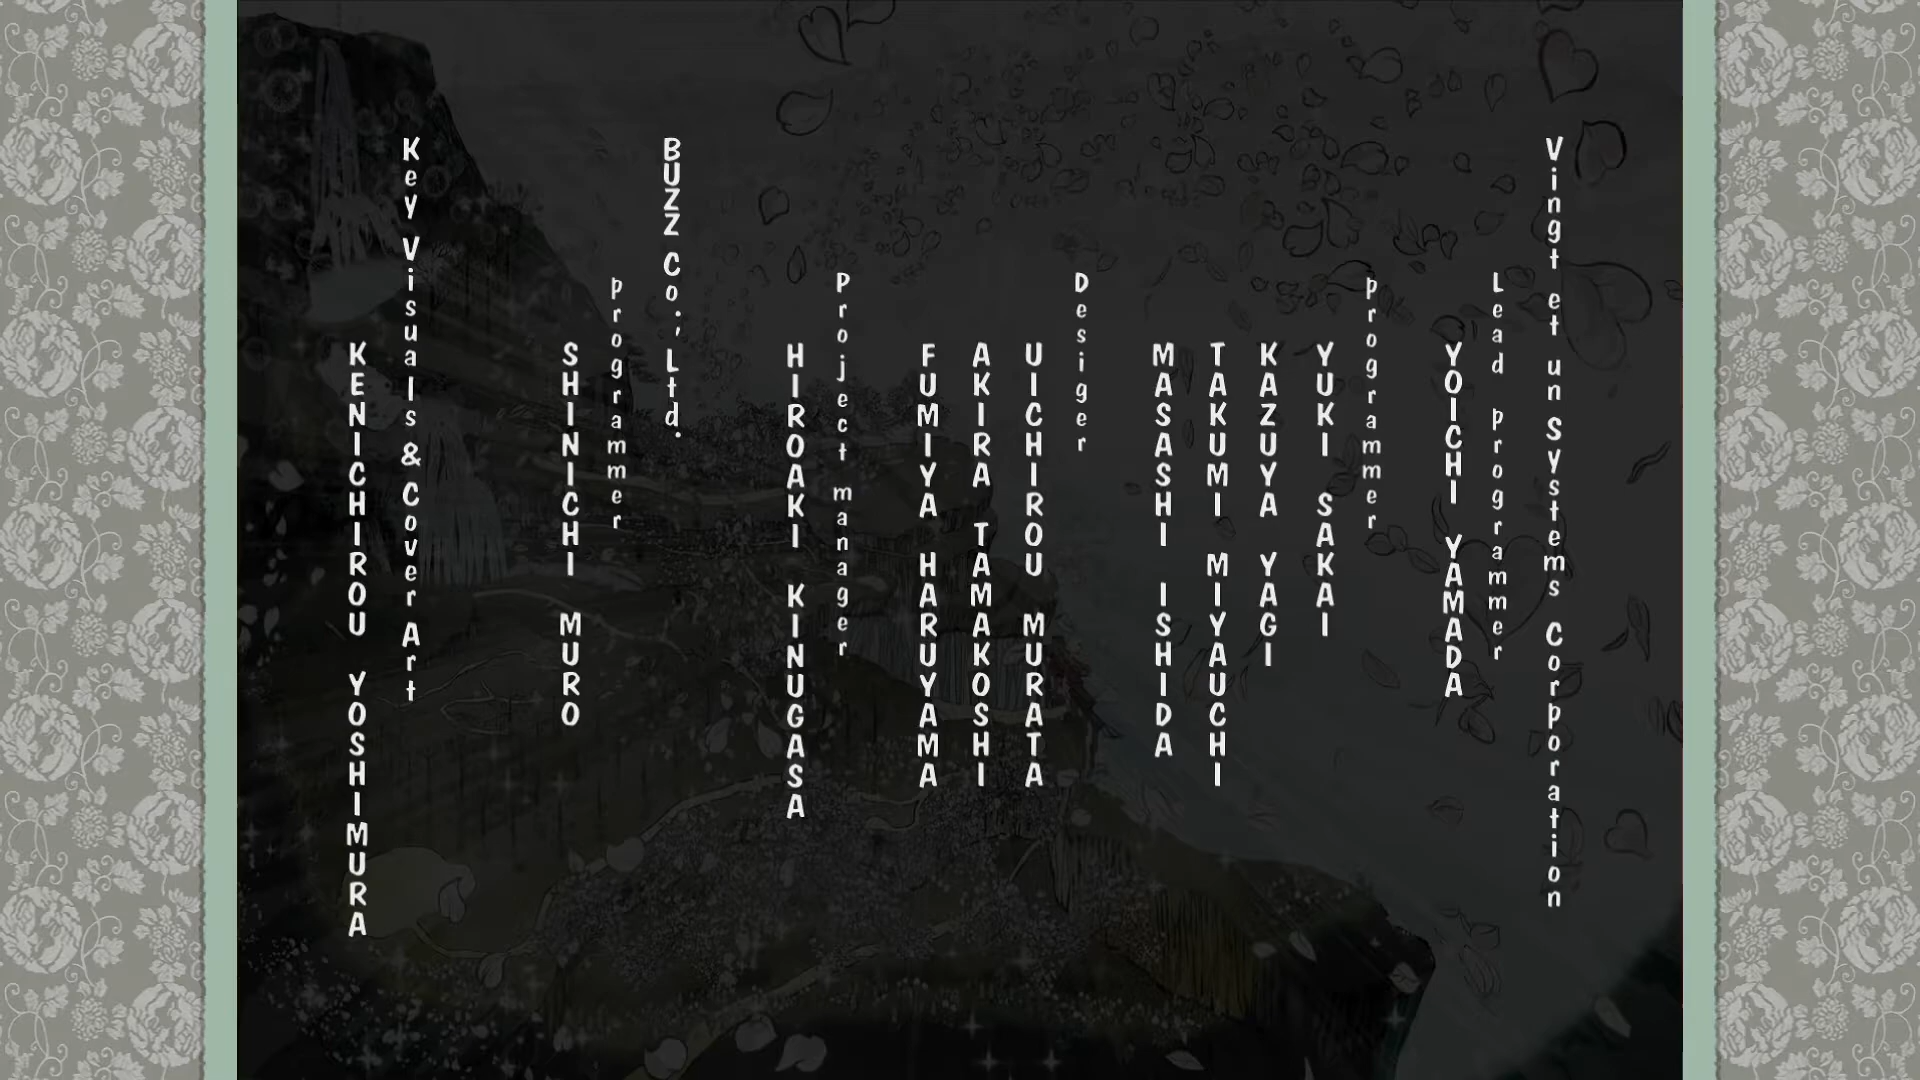 Vingt et un Systems Corporation
Lead programmer
YOICHI YAMADA
programmer
YUKI SAKAI
KAZUYA YAGI
TAKUMI MIYAUCHI
MASASHI ISHIDA
Desiger
UICHIROU MURATA
AKIRA TAMAKOSHI
FUMIYA HARUYAMA
Project manager
HIROAKI KINUGASA
BUZZ Co., Ltd.
programmer
SHINICHI MURO
Key Visuals & Cover Art
KENICHIROU YOSHIMURA